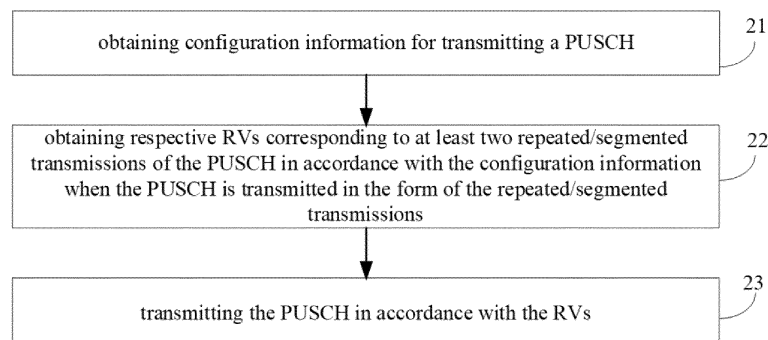 21
obtaining configuration information for transmitting a PUSCH
obtaining respective RVs corresponding to at least two repeated/segmented
transmissions of the PUSCH in accordance with the configuration information
when the PUSCH is transmitted in the form of the repeated/segmented
transmissions
22
transmitting the PUSCH in accordance with the RVs
23